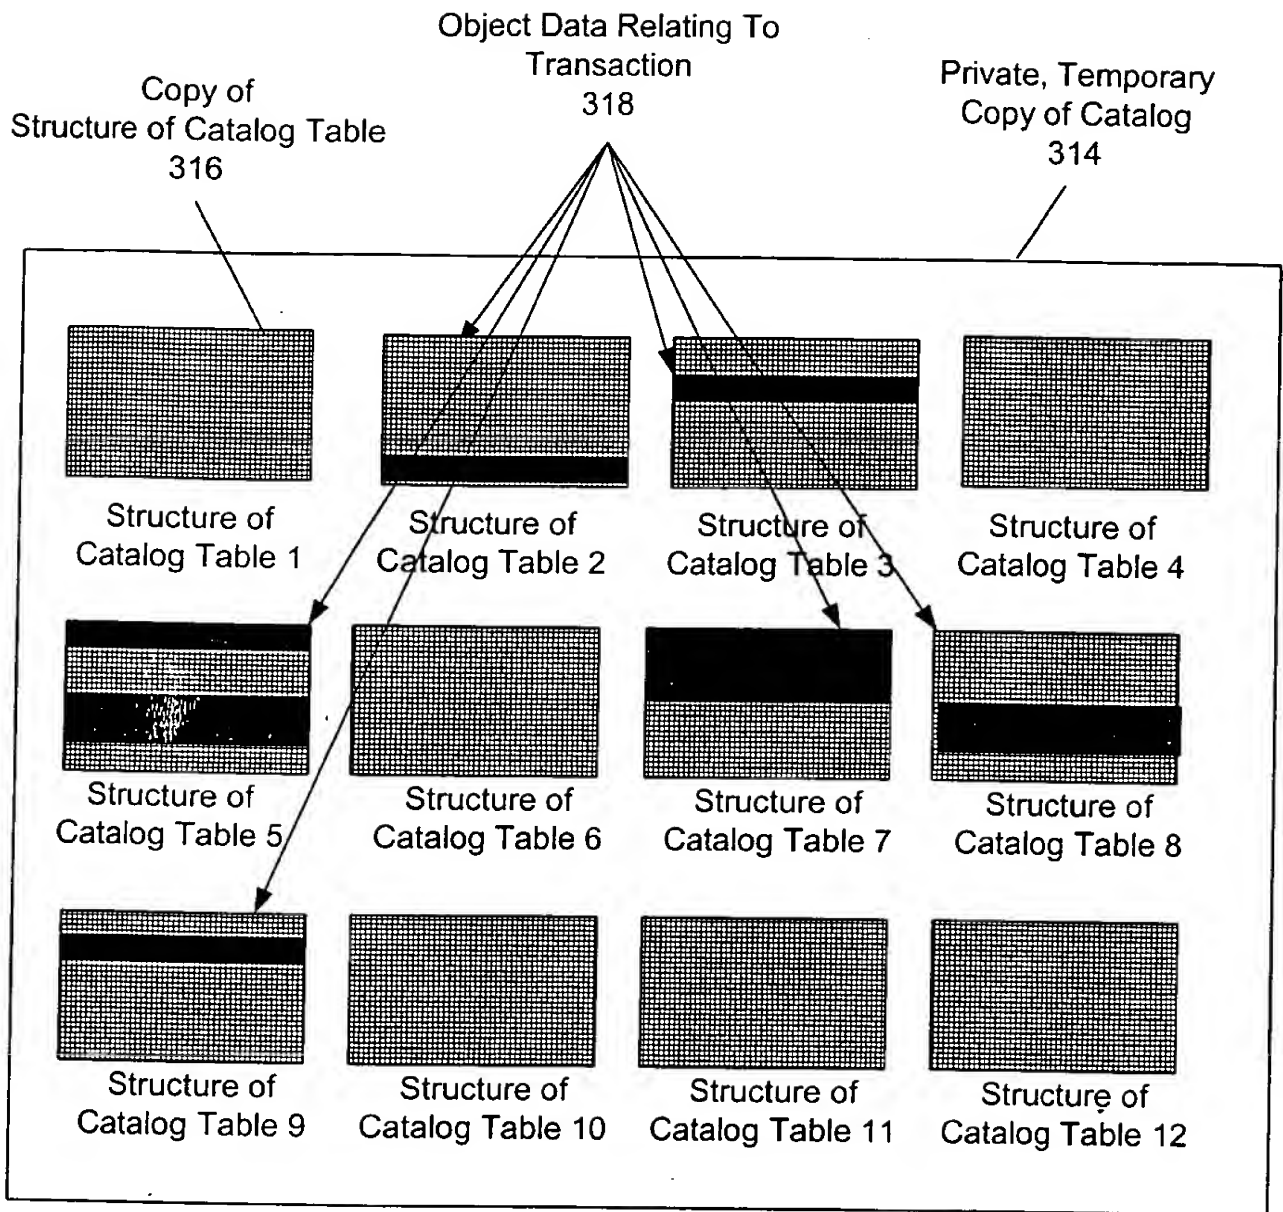 Object Data Relating To
Transaction
318
Copy of
Structure of Catalog Table
316
Private, Temporary
Copy of Catalog
314
Structure of
Catalog Table 1
Structure of
Catalog Table 2
Structure of
Catalog Table 3
Structure of
Catalog Table 4
Structure of
Catalog Table 5
Structure of
Catalog Table 6
Structure of
Catalog Table 7
Structure of
Catalog Table 8
Structure of
Catalog Table 9
Structure of
Catalog Table 10
Structure of
Catalog Table 11
Structure of
Catalog Table 12